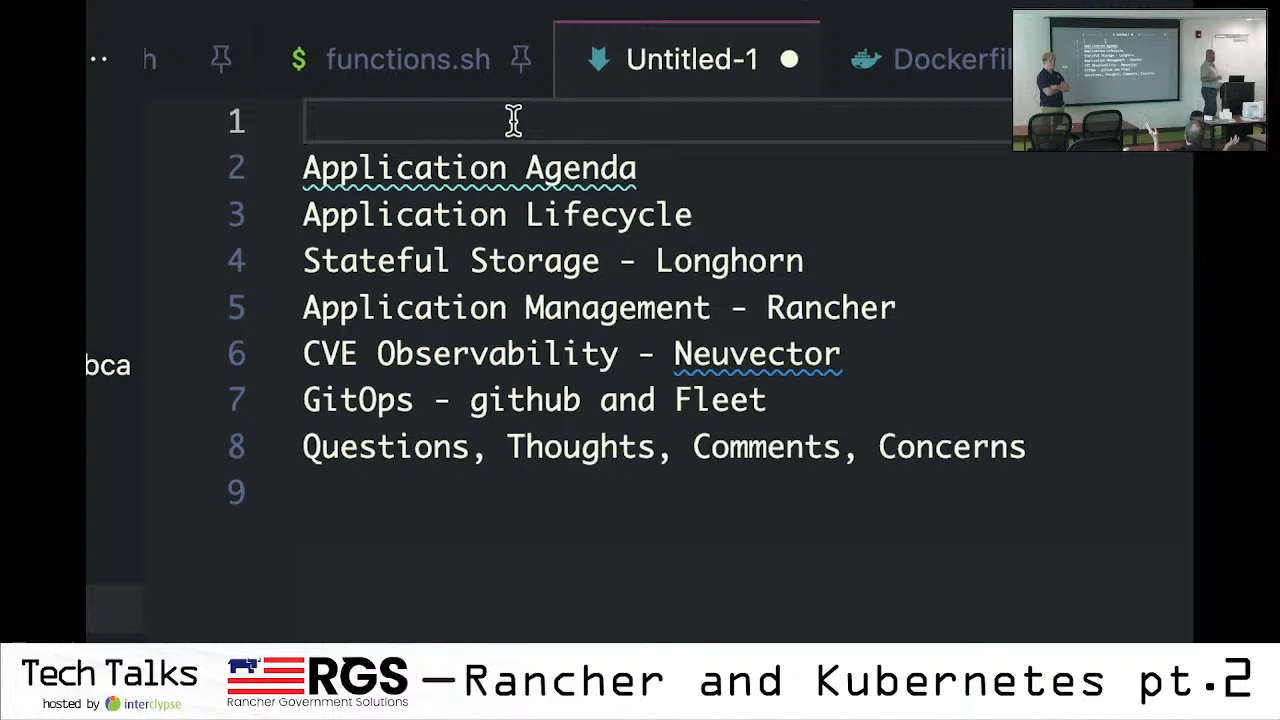 h
functions.sh
Untitled-1
Dockerfil
1
2 Application Agenda
3 Application Lifecycle
4 Stateful Storage - Longhorn
5 Application Management - Rancher
bca
6 CVE Observability - Neuvector
7 GitOps - github and Fleet
8 Questions, Thoughts, Comments, Concerns
9
Tech Talks
hosted by interclypse
RGS
Rancher Government Solutions
—Rancher and Kubernetes pt.2